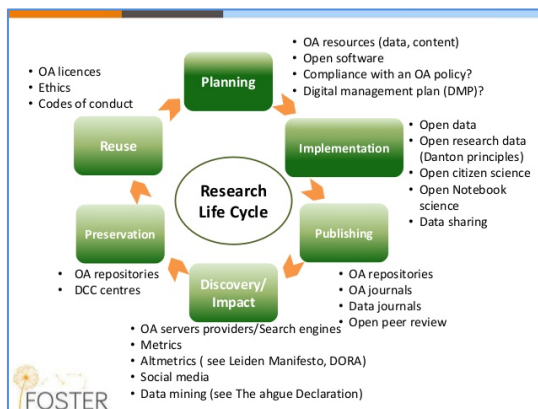 • OA resources (data, content)
• Open software
• Compliance with an OA policy?
• Digital management plan (DMP)?
Planning
• OA licences
• Ethics
• Codes of conduct
Reuse
Implementation
• Open data
• Open research data
(Danton principles)
• Open citizen science
• Open Notebook
science
• Data sharing
Research
Life Cycle
Preservation
Publishing
• OA repositories
• DCC centres
Discovery/
Impact
• OA repositories
• OA journals
• Data journals
• Open peer review
• OA servers providers/Search engines
• Metrics
• Altmetrics ( see Leiden Manifesto, DORA)
• Social media
• Data mining (see The ahgue Declaration)
FOSTER